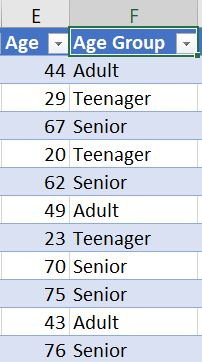 E F
Age Age Group
44 Adult
29 Teenager
67 Senior
20 Teenager
62 Senior
49 Adult
23 Teenager
70 Senior
75 Senior
43 Adult
76 Senior